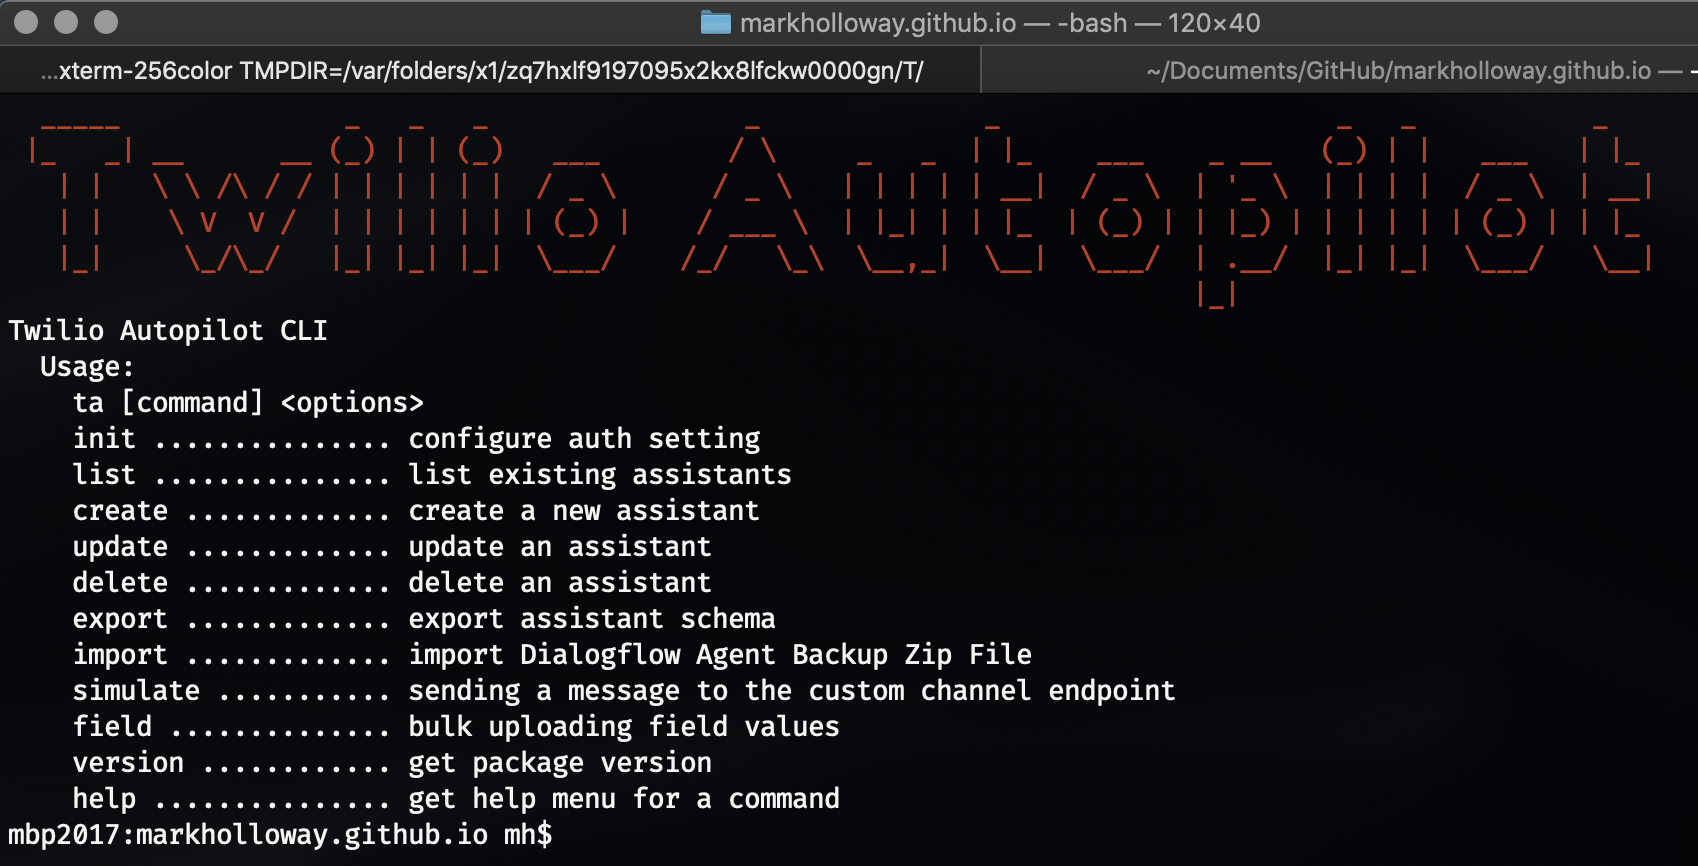 markholloway.github.io — -bash — 120×40
...xterm-256color TMPDIR=/var/folders/x1/zq7hxlf9197095x2kx8lfckw0000gn/T/
~/Documents/GitHub/markholloway.github.io —
Twilio Autopilot
Twilio Autopilot CLI
Usage:
ta [command] <options>
init ............... configure auth setting
list ............... list existing assistants
create ............. create a new assistant
update ............. update an assistant
delete ............. delete an assistant
export ............. export assistant schema
import ............. import Dialogflow Agent Backup Zip File
simulate ........... sending a message to the custom channel endpoint
field .............. bulk uploading field values
version ............ get package version
help ............... get help menu for a command
mbp2017:markholloway.github.io mh$